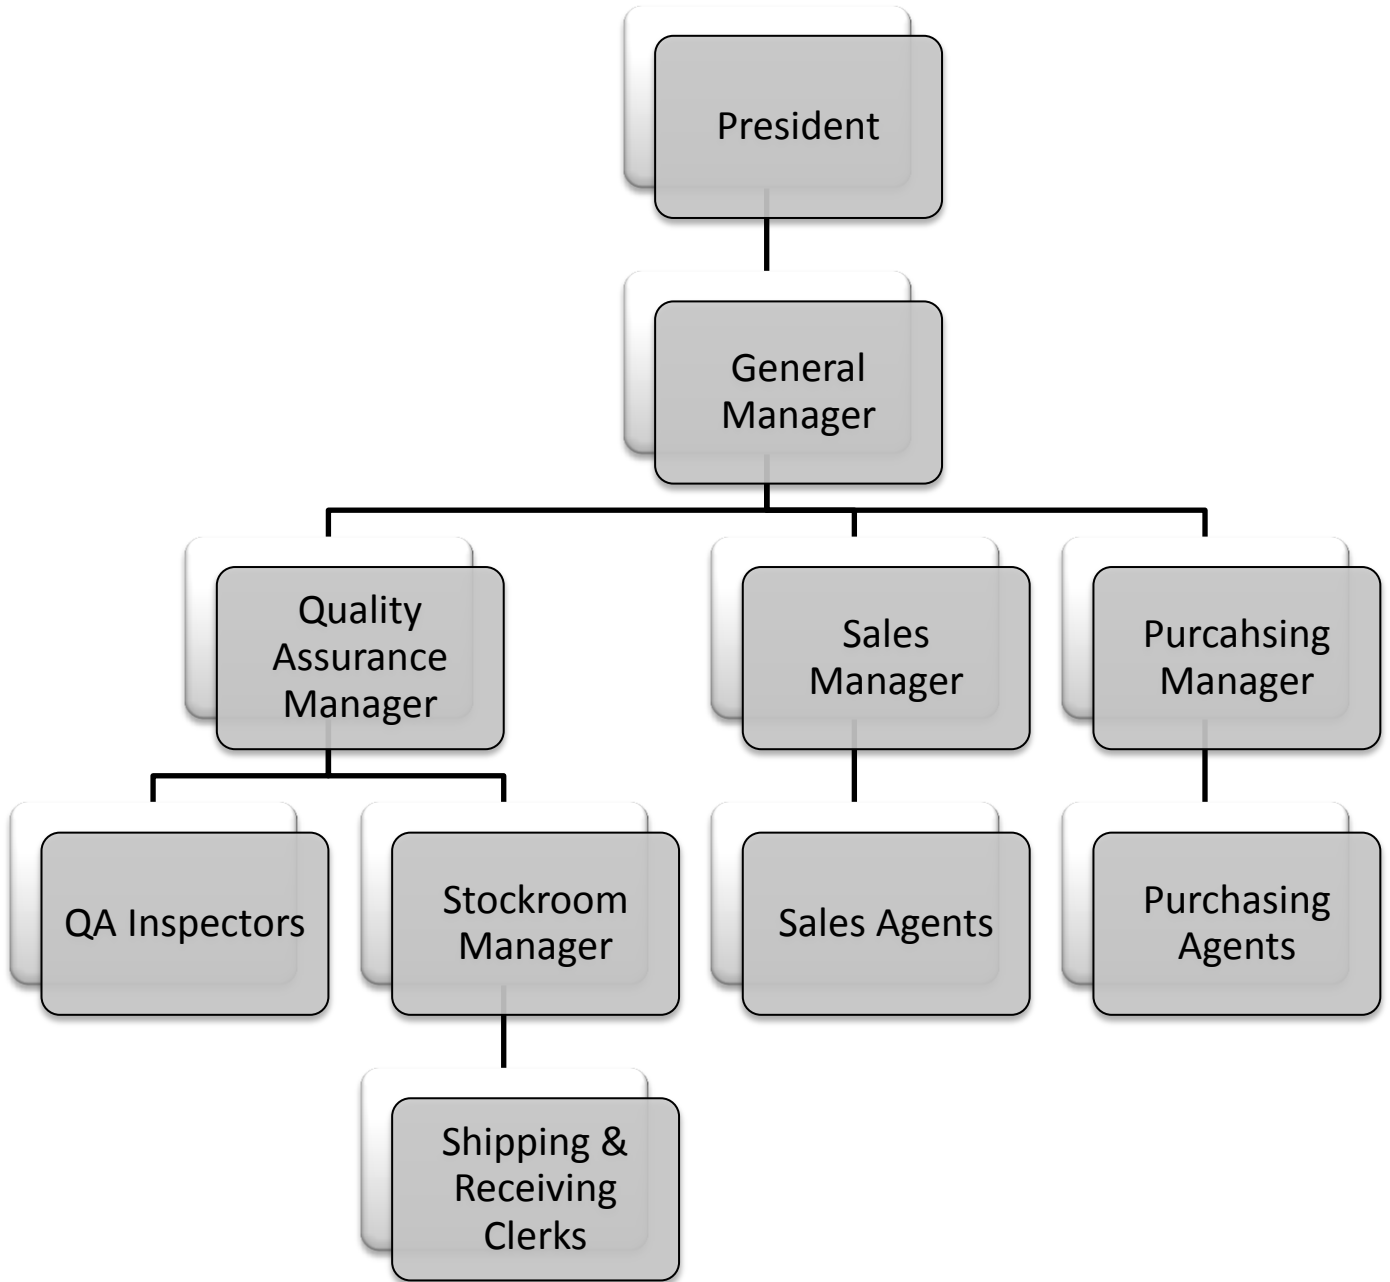 President
General
Manager
Quality
Assurance
Manager
Sales
Manager
Purcahsing
Manager
QA Inspectors
Stockroom
Manager
Sales Agents
Purchasing
Agents
Shipping &
Receiving
Clerks